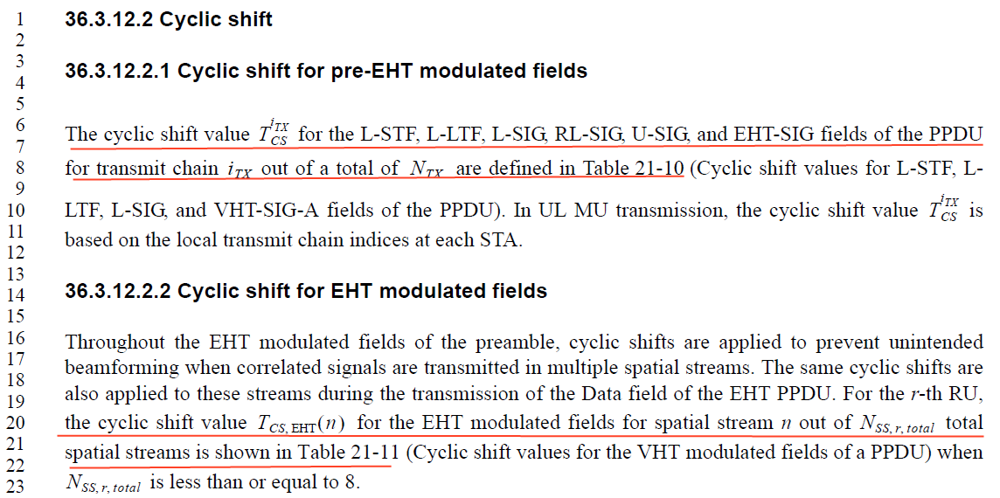 1 36.3.12.2 Cyclic shift
2
3 36.3.12.2.1 Cyclic shift for pre-EHT modulated fields
4
5
6 The cyclic shift value T_{CS}^{i_{TX}} for the L-STF, L-LTF, L-SIG, RL-SIG, U-SIG, and EHT-SIG fields of the PPDU
7
8 for transmit chain i_{TX} out of a total of N_{TX} are defined in Table 21-10 (Cyclic shift values for L-STF, L-
9
10 LTF, L-SIG, and VHT-SIG-A fields of the PPDU). In UL MU transmission, the cyclic shift value T_{CS}^{i_{TX}} is
11 based on the local transmit chain indices at each STA.
12
13
14 36.3.12.2.2 Cyclic shift for EHT modulated fields
15
16 Throughout the EHT modulated fields of the preamble, cyclic shifts are applied to prevent unintended
17 beamforming when correlated signals are transmitted in multiple spatial streams. The same cyclic shifts are
18
19 also applied to these streams during the transmission of the Data field of the EHT PPDU. For the r-th RU,
20 the cyclic shift value T_{CS, EHT}(n) for the EHT modulated fields for spatial stream n out of N_{SS, r, total} total
21
22 spatial streams is shown in Table 21-11 (Cyclic shift values for the VHT modulated fields of a PPDU) when
23 N_{SS, r, total} is less than or equal to 8.